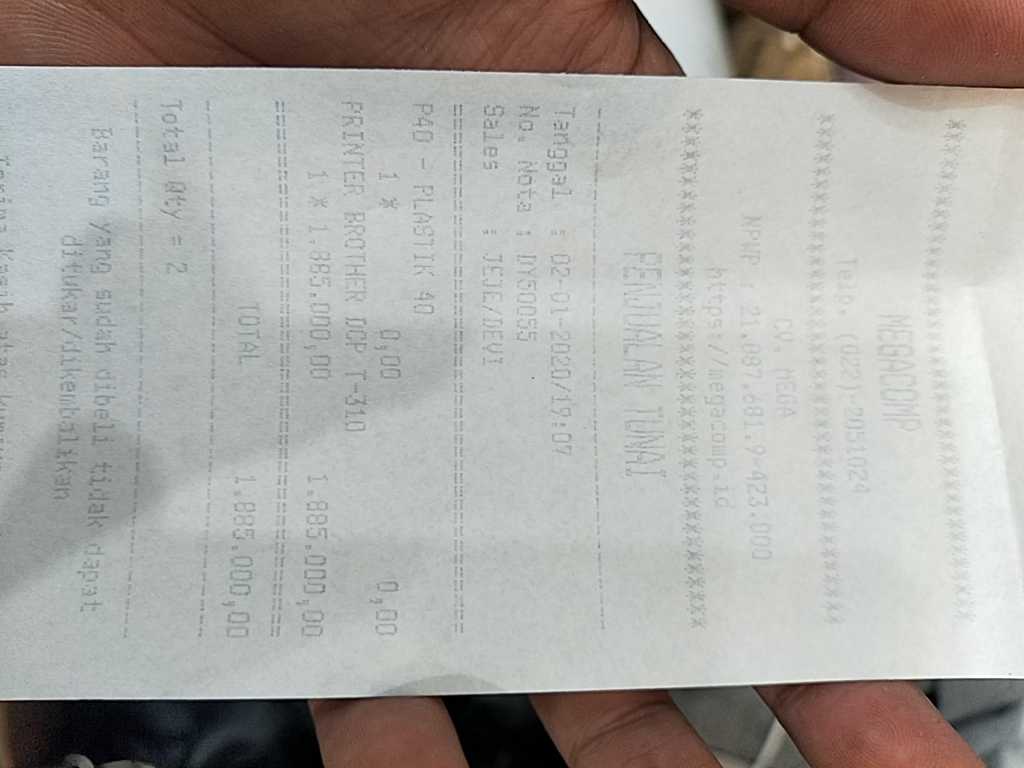 ************************
MEGACOMP
Telp. (022)-2051024
************************
CV. MEGA
NPWP : 21.087.681.9-423.000
https://megacomp.id
****************************************
PENJUALAN TUNAI
----------------------------------------
Tanggal : 02-01-2020/19:07
No. Nota : DY50055
Sales : JEJE/DEVI
========================================
P40 - PLASTIK 40
1 * 0,00 0,00
PRINTER BROTHER DCP T-310
1 * 1.885.000,00 1.885.000,00
========================================
TOTAL 1.885.000,00
----------------------------------------
Total Qty = 2
----------------------------------------
Barang yang sudah dibeli tidak dapat
ditukar/dikembalikan